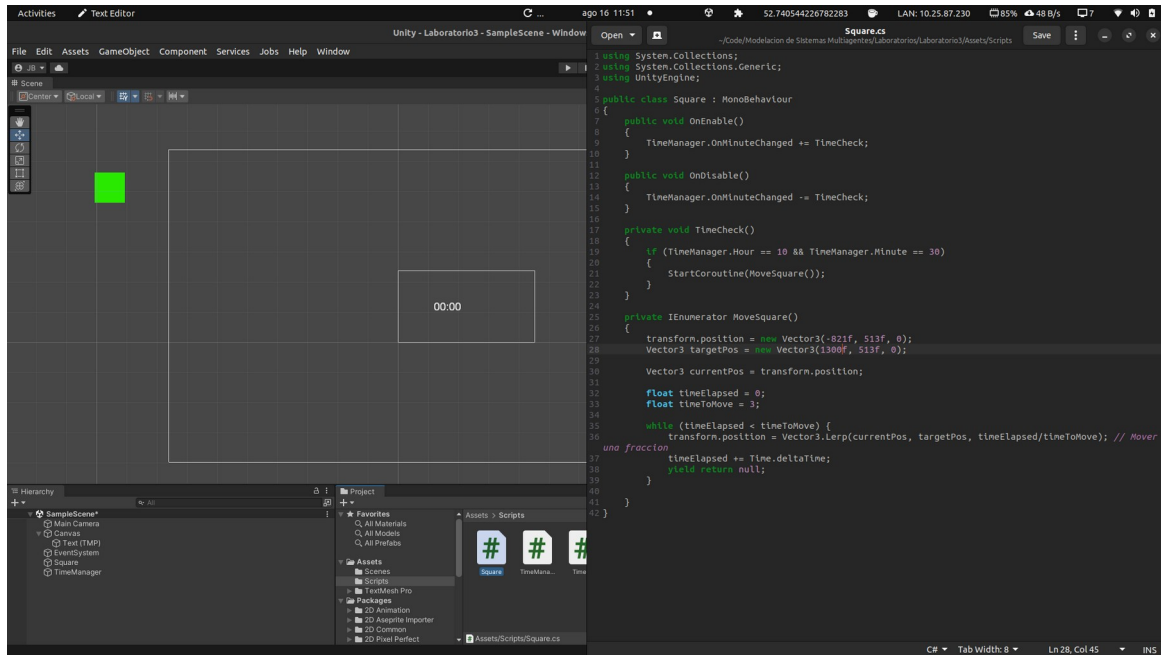 Activities
Text Editor
C ...
ago 16 11:51
52.740544226782283
LAN: 10.25.87.230
85%
48 B/s
7
Unity - Laboratorio3 - SampleScene - Window
File Edit Assets GameObject Component Services Jobs Help Window
JB
Scene
Center
Local
00:00
Hierarchy
All
SampleScene*
Main Camera
Canvas
Text (TMP)
EventSystem
Square
TimeManager
Project
Favorites
All Materials
All Models
All Prefabs
Assets
Scenes
Scripts
TextMesh Pro
Packages
2D Animation
2D Aseprite Importer
2D Common
2D Pixel Perfect
Assets > Scripts
Square
TimeMana...
Time
Assets/Scripts/Square.cs
Open
Square.cs
~/Code/Modelacion de Sistemas Multiagentes/Laboratorios/Laboratorio3/Assets/Scripts
Save
1 using System.Collections;
2 using System.Collections.Generic;
3 using UnityEngine;
4
5 public class Square : MonoBehaviour
6 {
7     public void OnEnable()
8     {
9         TimeManager.OnMinuteChanged += TimeCheck;
10     }
11
12     public void OnDisable()
13     {
14         TimeManager.OnMinuteChanged -= TimeCheck;
15     }
16
17     private void TimeCheck()
18     {
19         if (TimeManager.Hour == 10 && TimeManager.Minute == 30)
20         {
21             StartCoroutine(MoveSquare());
22         }
23     }
24
25     private IEnumerator MoveSquare()
26     {
27         transform.position = new Vector3(-821f, 513f, 0);
28         Vector3 targetPos = new Vector3(1300f, 513f, 0);
29
30         Vector3 currentPos = transform.position;
31
32         float timeElapsed = 0;
33         float timeToMove = 3;
34
35         while (timeElapsed < timeToMove) {
36             transform.position = Vector3.Lerp(currentPos, targetPos, timeElapsed/timeToMove); // Mover
una fraccion
37             timeElapsed += Time.deltaTime;
38             yield return null;
39         }
40
41     }
42 }
C#
Tab Width: 8
Ln 28, Col 45
INS